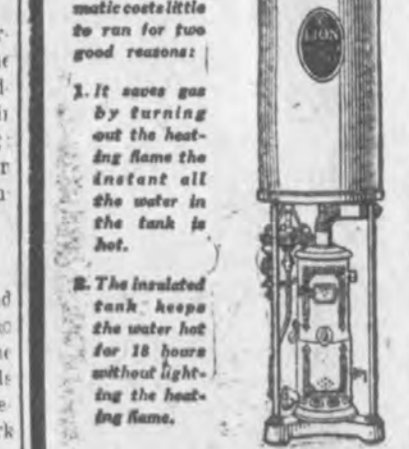 matic costs little
to run for two
good reasons:
1. It saves gas
by turning
out the heat-
ing flame the
instant all
the water in
the tank is
hot.
2. The insulated
tank keeps
the water hot
for 18 hours
without light-
ing the heat-
ing flame.
LION